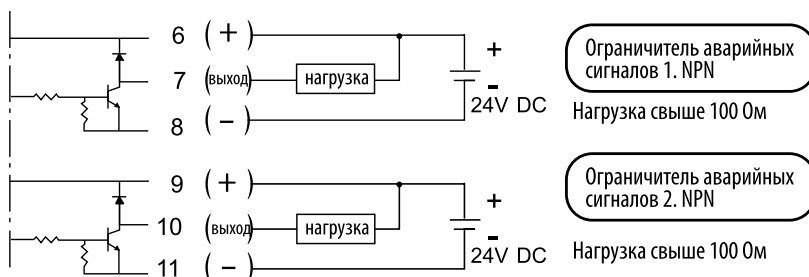 6 (+)
7 (выход) нагрузка
8 (-)
+
-
24V DC
Ограничитель аварийных
сигналов 1. NPN
Нагрузка свыше 100 Ом
9 (+)
10 (выход) нагрузка
11 (-)
+
-
24V DC
Ограничитель аварийных
сигналов 2. NPN
Нагрузка свыше 100 Ом